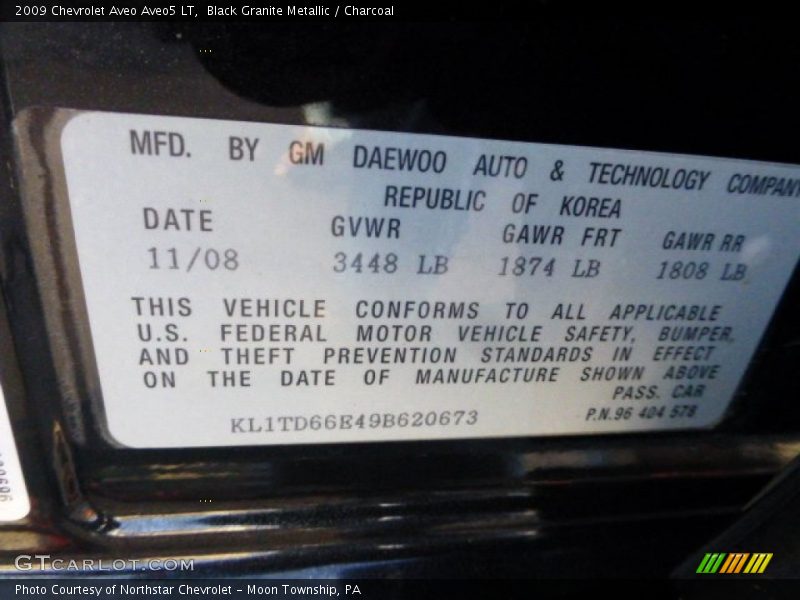 2009 Chevrolet Aveo Aveo5 LT, Black Granite Metallic / Charcoal
MFD. BY GM DAEWOO AUTO & TECHNOLOGY COMPANY
REPUBLIC OF KOREA
DATE GVWR GAWR FRT GAWR RR
11/08 3448 LB 1874 LB 1808 LB
THIS VEHICLE CONFORMS TO ALL APPLICABLE
U.S. FEDERAL MOTOR VEHICLE SAFETY, BUMPER,
AND THEFT PREVENTION STANDARDS IN EFFECT
ON THE DATE OF MANUFACTURE SHOWN ABOVE
PASS. CAR
KL1TD66E49B620673 P.N.96 404 578
GTCARLOT.COM
Photo Courtesy of Northstar Chevrolet - Moon Township, PA